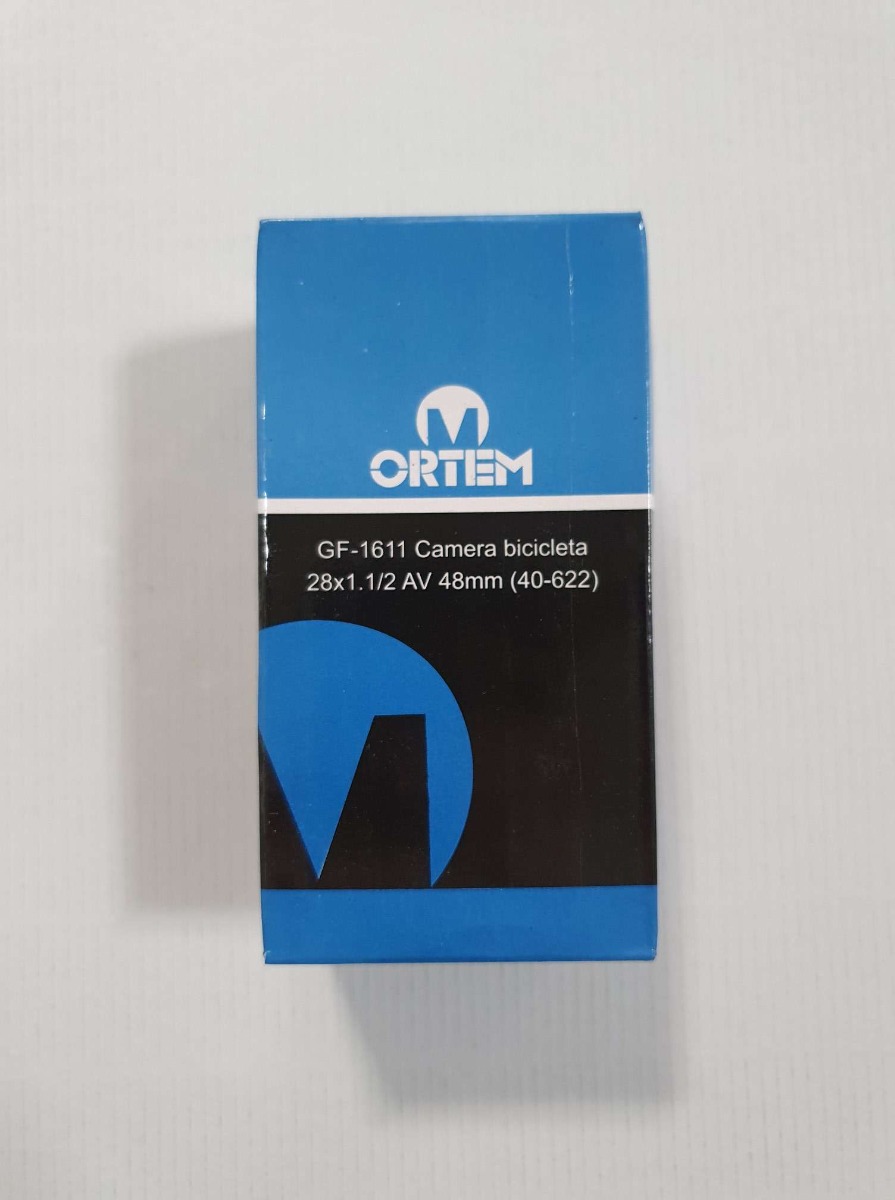 ORTEM
GF-1611 Camera bicicleta
28x1.1/2 AV 48mm (40-622)